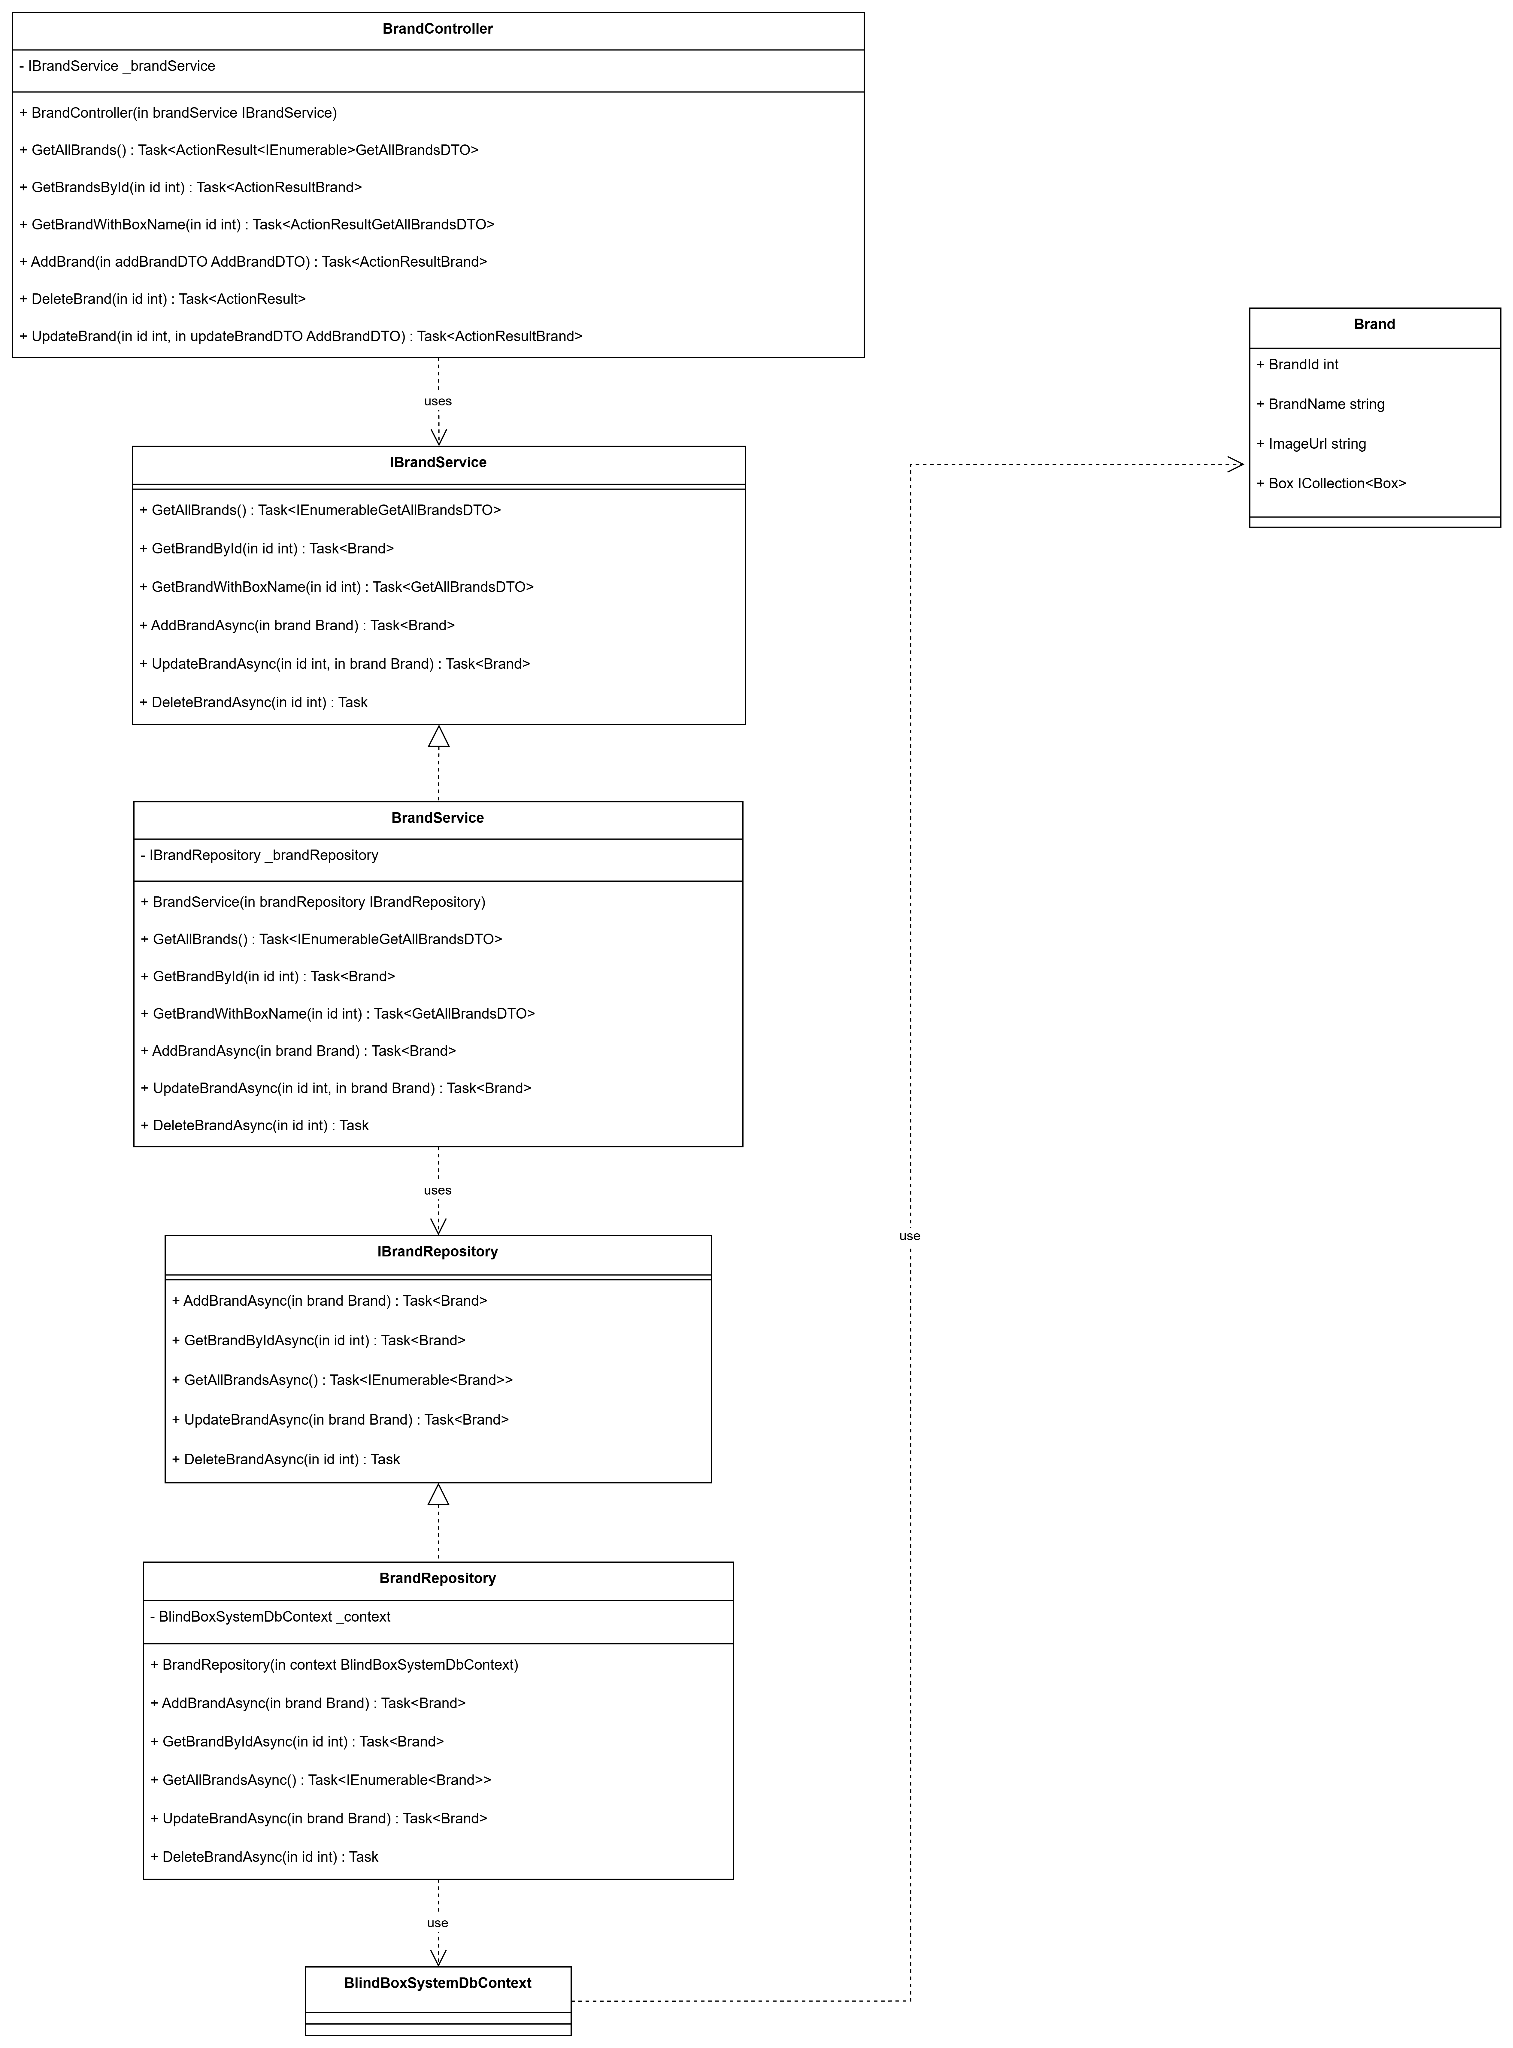 BrandController
- IBrandService _brandService
+ BrandController(in brandService IBrandService)
+ GetAllBrands() : Task<ActionResult<IEnumerable>GetAllBrandsDTO>
+ GetBrandsById(in id int) : Task<ActionResultBrand>
+ GetBrandWithBoxName(in id int) : Task<ActionResultGetAllBrandsDTO>
+ AddBrand(in addBrandDTO AddBrandDTO) : Task<ActionResultBrand>
+ DeleteBrand(in id int) : Task<ActionResult>
+ UpdateBrand(in id int, in updateBrandDTO AddBrandDTO) : Task<ActionResultBrand>
uses
IBrandService
+ GetAllBrands() : Task<IEnumerableGetAllBrandsDTO>
+ GetBrandById(in id int) : Task<Brand>
+ GetBrandWithBoxName(in id int) : Task<GetAllBrandsDTO>
+ AddBrandAsync(in brand Brand) : Task<Brand>
+ UpdateBrandAsync(in id int, in brand Brand) : Task<Brand>
+ DeleteBrandAsync(in id int) : Task
BrandService
- IBrandRepository _brandRepository
+ BrandService(in brandRepository IBrandRepository)
+ GetAllBrands() : Task<IEnumerableGetAllBrandsDTO>
+ GetBrandById(in id int) : Task<Brand>
+ GetBrandWithBoxName(in id int) : Task<GetAllBrandsDTO>
+ AddBrandAsync(in brand Brand) : Task<Brand>
+ UpdateBrandAsync(in id int, in brand Brand) : Task<Brand>
+ DeleteBrandAsync(in id int) : Task
uses
IBrandRepository
+ AddBrandAsync(in brand Brand) : Task<Brand>
+ GetBrandByIdAsync(in id int) : Task<Brand>
+ GetAllBrandsAsync() : Task<IEnumerable<Brand>>
+ UpdateBrandAsync(in brand Brand) : Task<Brand>
+ DeleteBrandAsync(in id int) : Task
BrandRepository
- BlindBoxSystemDbContext _context
+ BrandRepository(in context BlindBoxSystemDbContext)
+ AddBrandAsync(in brand Brand) : Task<Brand>
+ GetBrandByIdAsync(in id int) : Task<Brand>
+ GetAllBrandsAsync() : Task<IEnumerable<Brand>>
+ UpdateBrandAsync(in brand Brand) : Task<Brand>
+ DeleteBrandAsync(in id int) : Task
use
BlindBoxSystemDbContext
use
Brand
+ BrandId int
+ BrandName string
+ ImageUrl string
+ Box ICollection<Box>